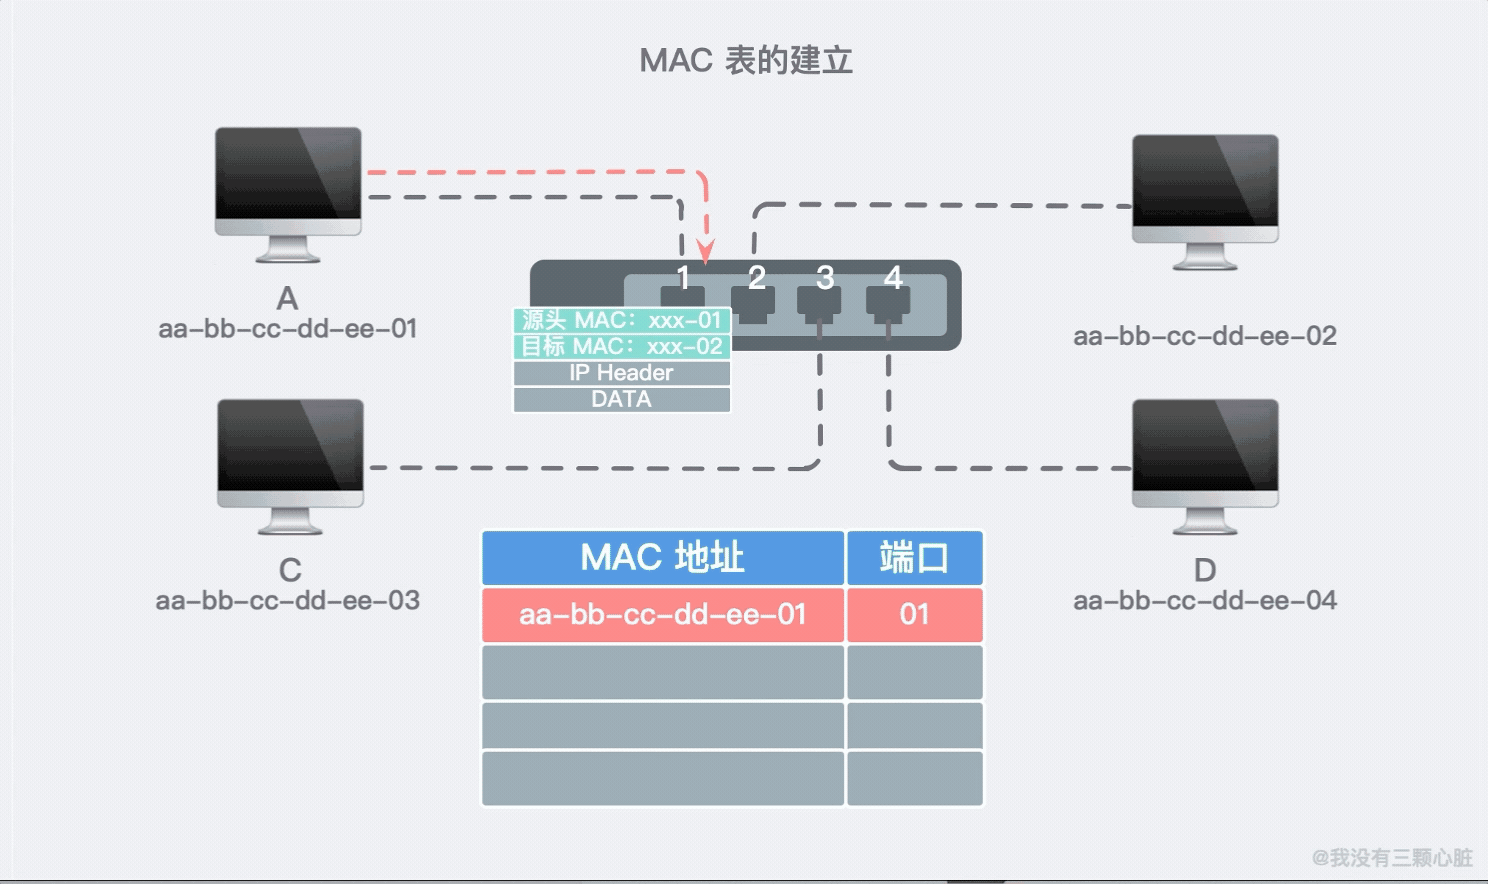 MAC 表的建立
A
aa-bb-cc-dd-ee-01
1 2 3 4
源头 MAC：xxx-01
目标 MAC：xxx-02
IP Header
DATA
aa-bb-cc-dd-ee-02
C
aa-bb-cc-dd-ee-03
D
aa-bb-cc-dd-ee-04
MAC 地址 端口
aa-bb-cc-dd-ee-01 01
@我没有三颗心脏